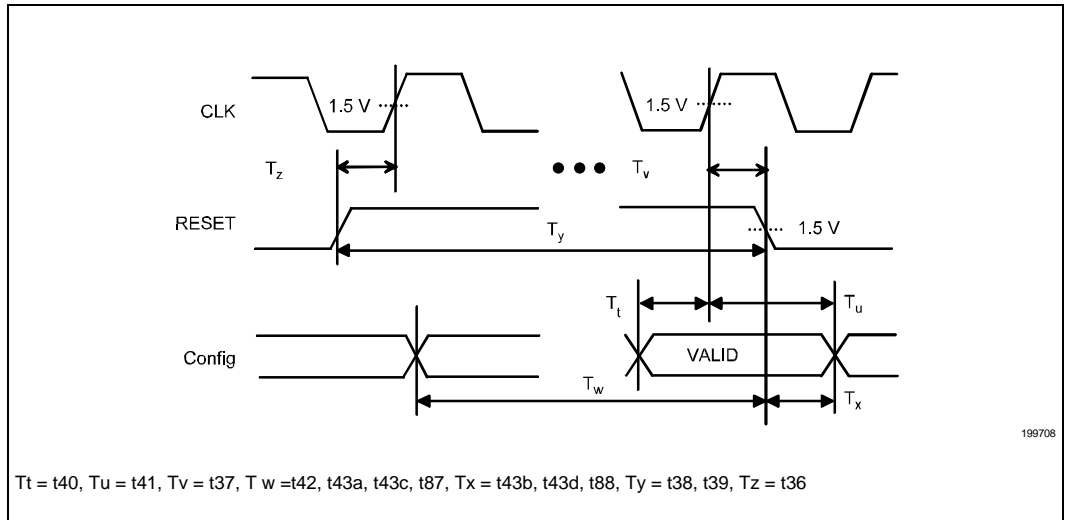 CLK
1.5 V
1.5 V
Tz
Tv
RESET
Ty
1.5 V
Tt
Tu
Config
VALID
Tw
Tx
199708
Tt = t40, Tu = t41, Tv = t37, T w =t42, t43a, t43c, t87, Tx = t43b, t43d, t88, Ty = t38, t39, Tz = t36